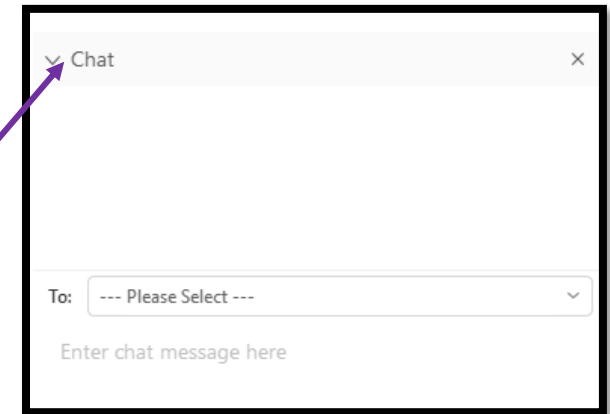 Chat
To: --- Please Select ---
Enter chat message here